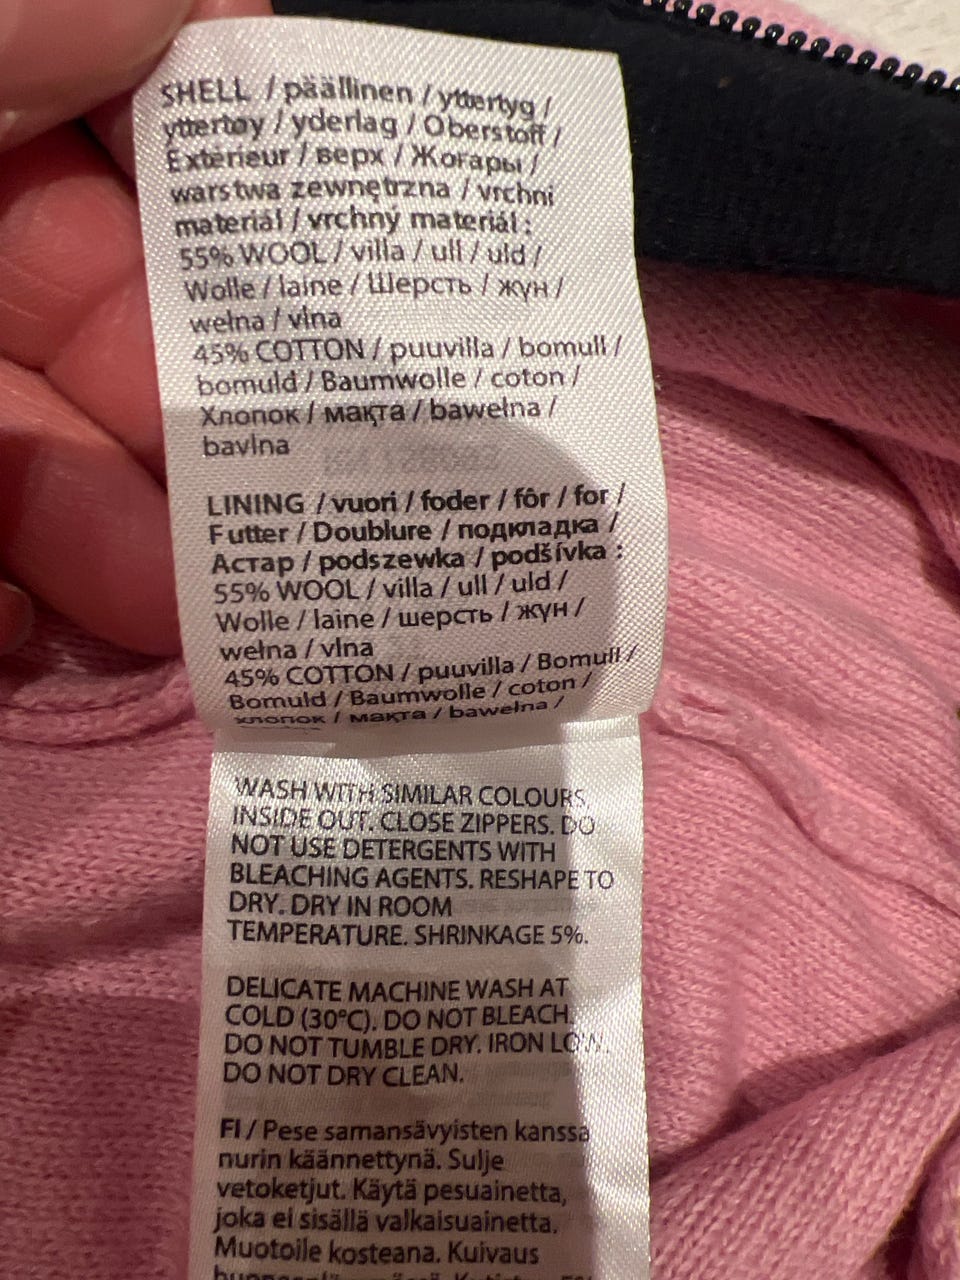 SHELL / päällinen / yttertyg /
yttertøy / yderlag / Oberstoff /
Extérieur / верх / Жоғары /
warstwa zewnętrzna / vrchní
materiál / vrchný materiál :
55% WOOL / villa / ull / uld /
Wolle / laine / Шерсть / жүн /
wełna / vlna
45% COTTON / puuvilla / bomull /
bomuld / Baumwolle / coton /
Хлопок / мақта / bawełna /
bavlna
LINING / vuori / foder / fôr / for /
Futter / Doublure / подкладка /
Астар / podszewka / podšívka :
55% WOOL / villa / ull / uld /
Wolle / laine / шерсть / жүн /
wełna / vlna
45% COTTON / puuvilla / Bomull /
Bomuld / Baumwolle / coton /
хлопок / мақта / bawełna /
WASH WITH SIMILAR COLOURS,
INSIDE OUT. CLOSE ZIPPERS. DO
NOT USE DETERGENTS WITH
BLEACHING AGENTS. RESHAPE TO
DRY. DRY IN ROOM
TEMPERATURE. SHRINKAGE 5%.
DELICATE MACHINE WASH AT
COLD (30°C). DO NOT BLEACH.
DO NOT TUMBLE DRY. IRON LOW.
DO NOT DRY CLEAN.
FI / Pese samansävyisten kanssa
nurin käännettynä. Sulje
vetoketjut. Käytä pesuainetta,
joka ei sisällä valkaisuainetta.
Muotoile kosteana. Kuivaus